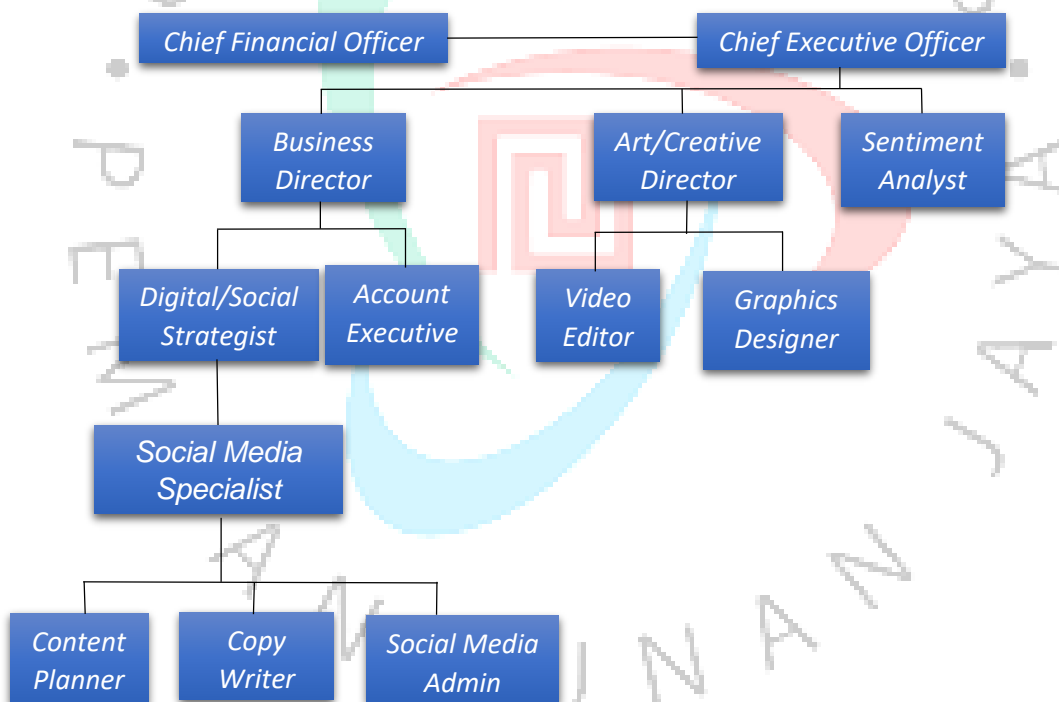 Chief Financial Officer
Chief Executive Officer
Business
Director
Art/Creative
Director
Sentiment
Analyst
Digital/Social
Strategist
Account
Executive
Video
Editor
Graphics
Designer
Social Media
Specialist
Content
Planner
Copy
Writer
Social Media
Admin